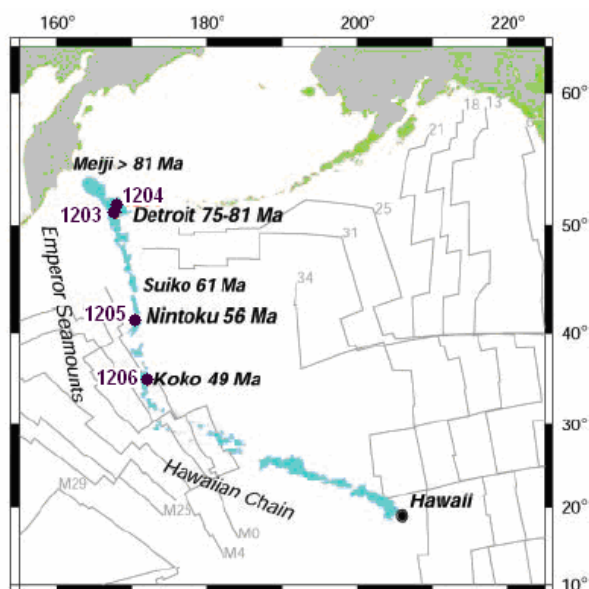 160° 180° 200° 220°
60°
50°
40°
30°
20°
10°
18 13
21
25
31
34
Meiji > 81 Ma
1204
1203
Detroit 75-81 Ma
Emperor Seamounts
Suiko 61 Ma
1205
Nintoku 56 Ma
1206
Koko 49 Ma
Hawaiian Chain
Hawaii
M29
M25
M0
M4